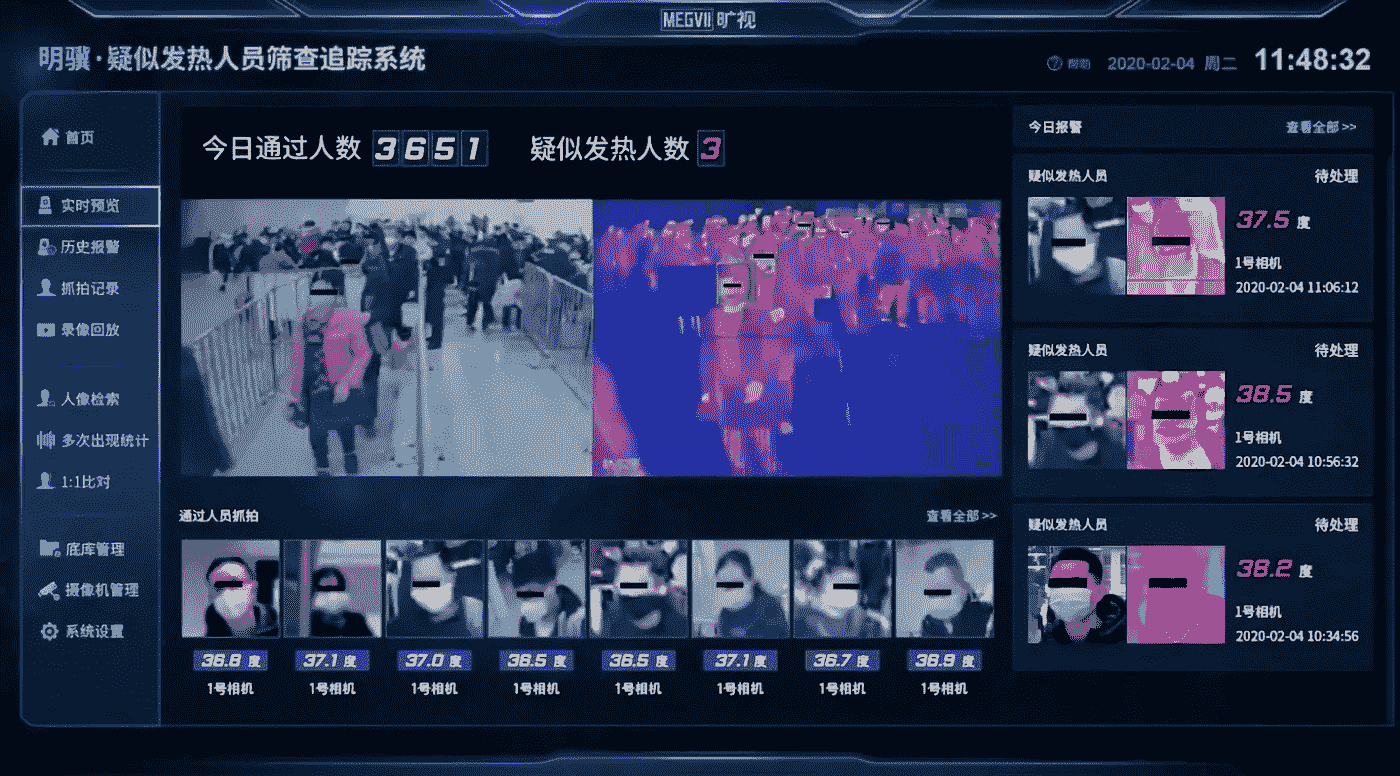 MEGVII 旷视
明骥·疑似发热人员筛查追踪系统
2020-02-04 周二 11:48:32
首页
实时预览
历史报警
抓拍记录
录像回放
人像检索
多次出现统计
1:1比对
底库管理
摄像机管理
系统设置
今日通过人数 3651 疑似发热人数 3
通过人员抓拍 查看全部 >>
36.8 度 37.1 度 37.0 度 36.5 度 36.5 度 37.1 度 36.7 度 36.9 度
1号相机 1号相机 1号相机 1号相机 1号相机 1号相机 1号相机 1号相机
今日报警 查看全部 >>
疑似发热人员 待处理
37.5 度
1号相机
2020-02-04 11:06:12
疑似发热人员 待处理
38.5 度
1号相机
2020-02-04 10:56:32
疑似发热人员 待处理
38.2 度
1号相机
2020-02-04 10:34:56